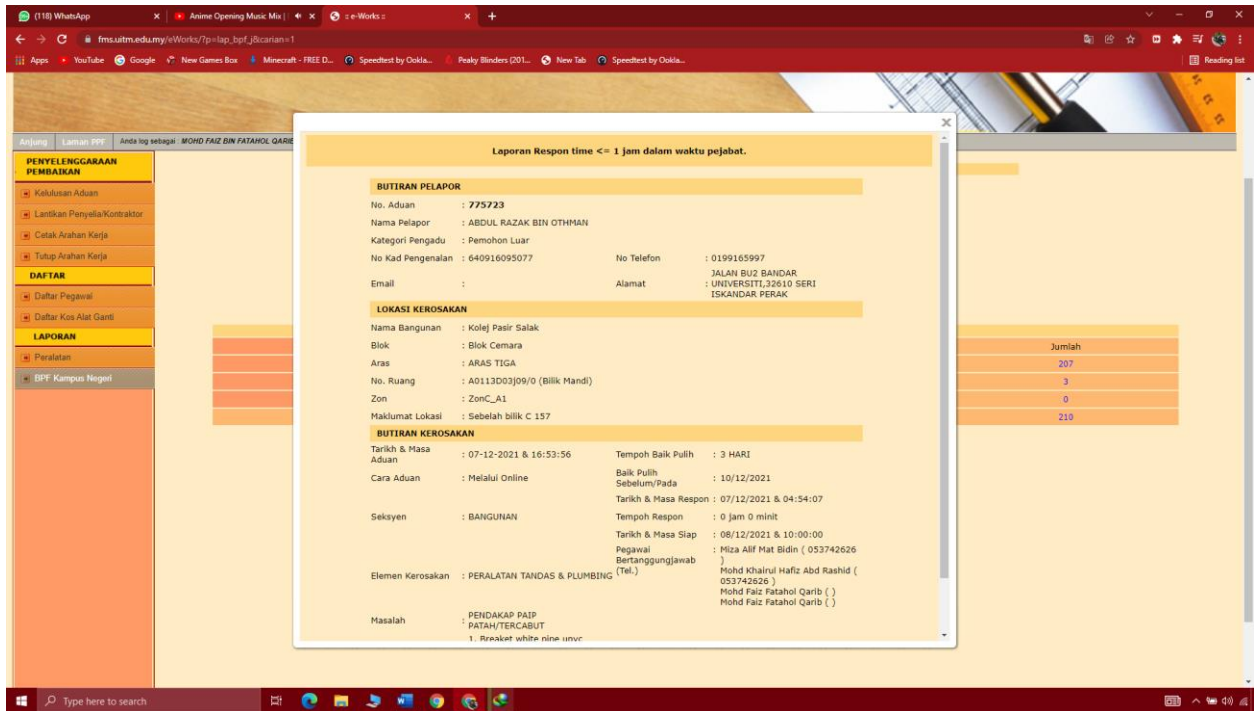 (118) WhatsApp
Anime Opening Music Mix |
:: e-Works ::
fms.uitm.edu.my/eWorks/?p=lap_bpf_j&carian=1
Apps YouTube Google New Games Box Minecraft - FREE D... Speedtest by Ookla... Peaky Blinders (201... New Tab Speedtest by Ookla... Reading list
Anjung Laman PPF Anda log sebagai : MOHD FAIZ BIN FATAHOL QARIE
PENYELENGGARAAN
PEMBAIKAN
Kelulusan Aduan
Lantikan Penyelia/Kontraktor
Cetak Arahan Kerja
Tutup Arahan Kerja
DAFTAR
Daftar Pegawai
Daftar Kos Alat Ganti
LAPORAN
Peralatan
BPF Kampus Negeri
Laporan Respon time <= 1 jam dalam waktu pejabat.
BUTIRAN PELAPOR
No. Aduan : 775723
Nama Pelapor : ABDUL RAZAK BIN OTHMAN
Kategori Pengadu : Pemohon Luar
No Kad Pengenalan : 640916095077 No Telefon : 0199165997
Email : Alamat : JALAN BU2 BANDAR
UNIVERSITI,32610 SERI
ISKANDAR PERAK
LOKASI KEROSAKAN
Nama Bangunan : Kolej Pasir Salak
Blok : Blok Cemara
Aras : ARAS TIGA
No. Ruang : A0113D03J09/0 (Bilik Mandi)
Zon : ZonC_A1
Maklumat Lokasi : Sebelah bilik C 157
BUTIRAN KEROSAKAN
Tarikh & Masa
Aduan : 07-12-2021 & 16:53:56 Tempoh Baik Pulih : 3 HARI
Cara Aduan : Melalui Online Baik Pulih
Sebelum/Pada : 10/12/2021
Tarikh & Masa Respon : 07/12/2021 & 04:54:07
Seksyen : BANGUNAN Tempoh Respon : 0 jam 0 minit
Tarikh & Masa Siap : 08/12/2021 & 10:00:00
Elemen Kerosakan : PERALATAN TANDAS & PLUMBING
Pegawai
Bertanggungjawab
(Tel.)
: Miza Alif Mat Bidin ( 053742626
)
Mohd Khairul Hafiz Abd Rashid (
053742626 )
Mohd Faiz Fatahol Qarib ( )
Mohd Faiz Fatahol Qarib ( )
Masalah : PENDAKAP PAIP
PATAH/TERCABUT
1. Breaket white pipe upvc
Jumlah
207
3
0
210
Type here to search